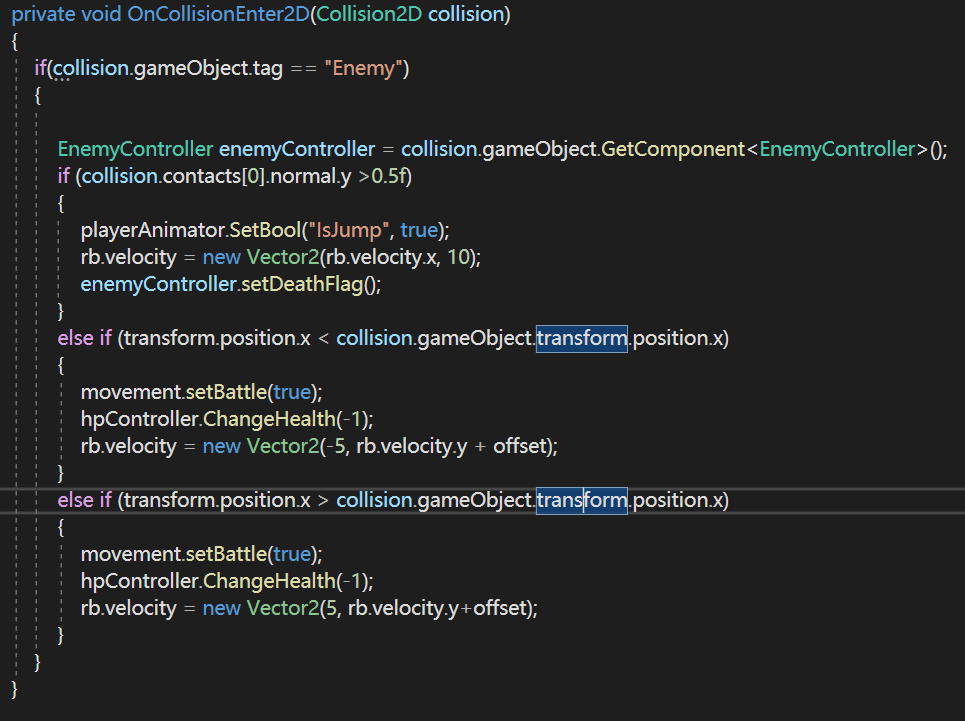 private void OnCollisionEnter2D(Collision2D collision)
{
if(collision.gameObject.tag == "Enemy")
{
EnemyController enemyController = collision.gameObject.GetComponent<EnemyController>();
if (collision.contacts[0].normal.y >0.5f)
{
playerAnimator.SetBool("IsJump", true);
rb.velocity = new Vector2(rb.velocity.x, 10);
enemyController.setDeathFlag();
}
else if (transform.position.x < collision.gameObject.transform.position.x)
{
movement.setBattle(true);
hpController.ChangeHealth(-1);
rb.velocity = new Vector2(-5, rb.velocity.y + offset);
}
else if (transform.position.x > collision.gameObject.transform.position.x)
{
movement.setBattle(true);
hpController.ChangeHealth(-1);
rb.velocity = new Vector2(5, rb.velocity.y+offset);
}
}
}